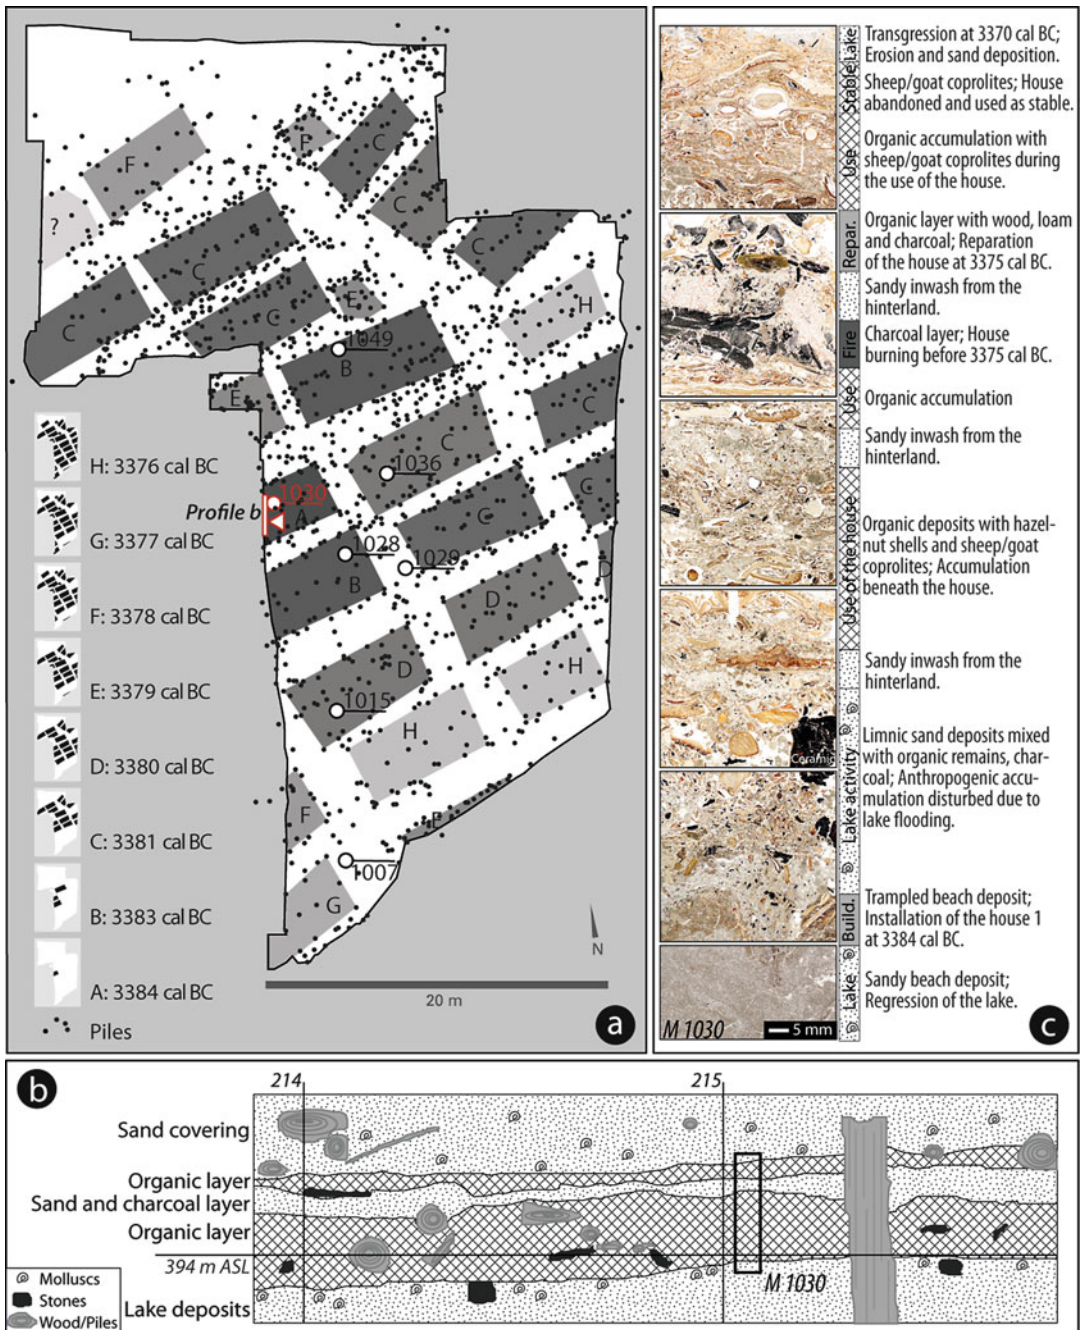 F
F
C
C
?
C
C
C
C
E
H
1049
B
E
C
C
1036
C
1030
A
Profile b
C
1028
1029
B
D
D
D
H
1015
H
F
E
1007
G
H: 3376 cal BC
G: 3377 cal BC
F: 3378 cal BC
E: 3379 cal BC
D: 3380 cal BC
C: 3381 cal BC
B: 3383 cal BC
A: 3384 cal BC
Piles
N
20 m
a
Stable Lake
Use
Repar.
Fire
Use
Use of the house
Lake activity
Build.
Lake
Transgression at 3370 cal BC;
Erosion and sand deposition.
Sheep/goat coprolites; House
abandoned and used as stable.
Organic accumulation with
sheep/goat coprolites during
the use of the house.
Organic layer with wood, loam
and charcoal; Reparation
of the house at 3375 cal BC.
Sandy inwash from the
hinterland.
Charcoal layer; House
burning before 3375 cal BC.
Organic accumulation
Sandy inwash from the
hinterland.
Organic deposits with hazel-
nut shells and sheep/goat
coprolites; Accumulation
beneath the house.
Sandy inwash from the
hinterland.
Ceramic
Limnic sand deposits mixed
with organic remains, char-
coal; Anthropogenic accu-
mulation disturbed due to
lake flooding.
Trampled beach deposit;
Installation of the house 1
at 3384 cal BC.
Sandy beach deposit;
Regression of the lake.
M 1030
5 mm
c
b
214
215
Sand covering
Organic layer
Sand and charcoal layer
Organic layer
394 m ASL
M 1030
Lake deposits
Molluscs
Stones
Wood/Piles